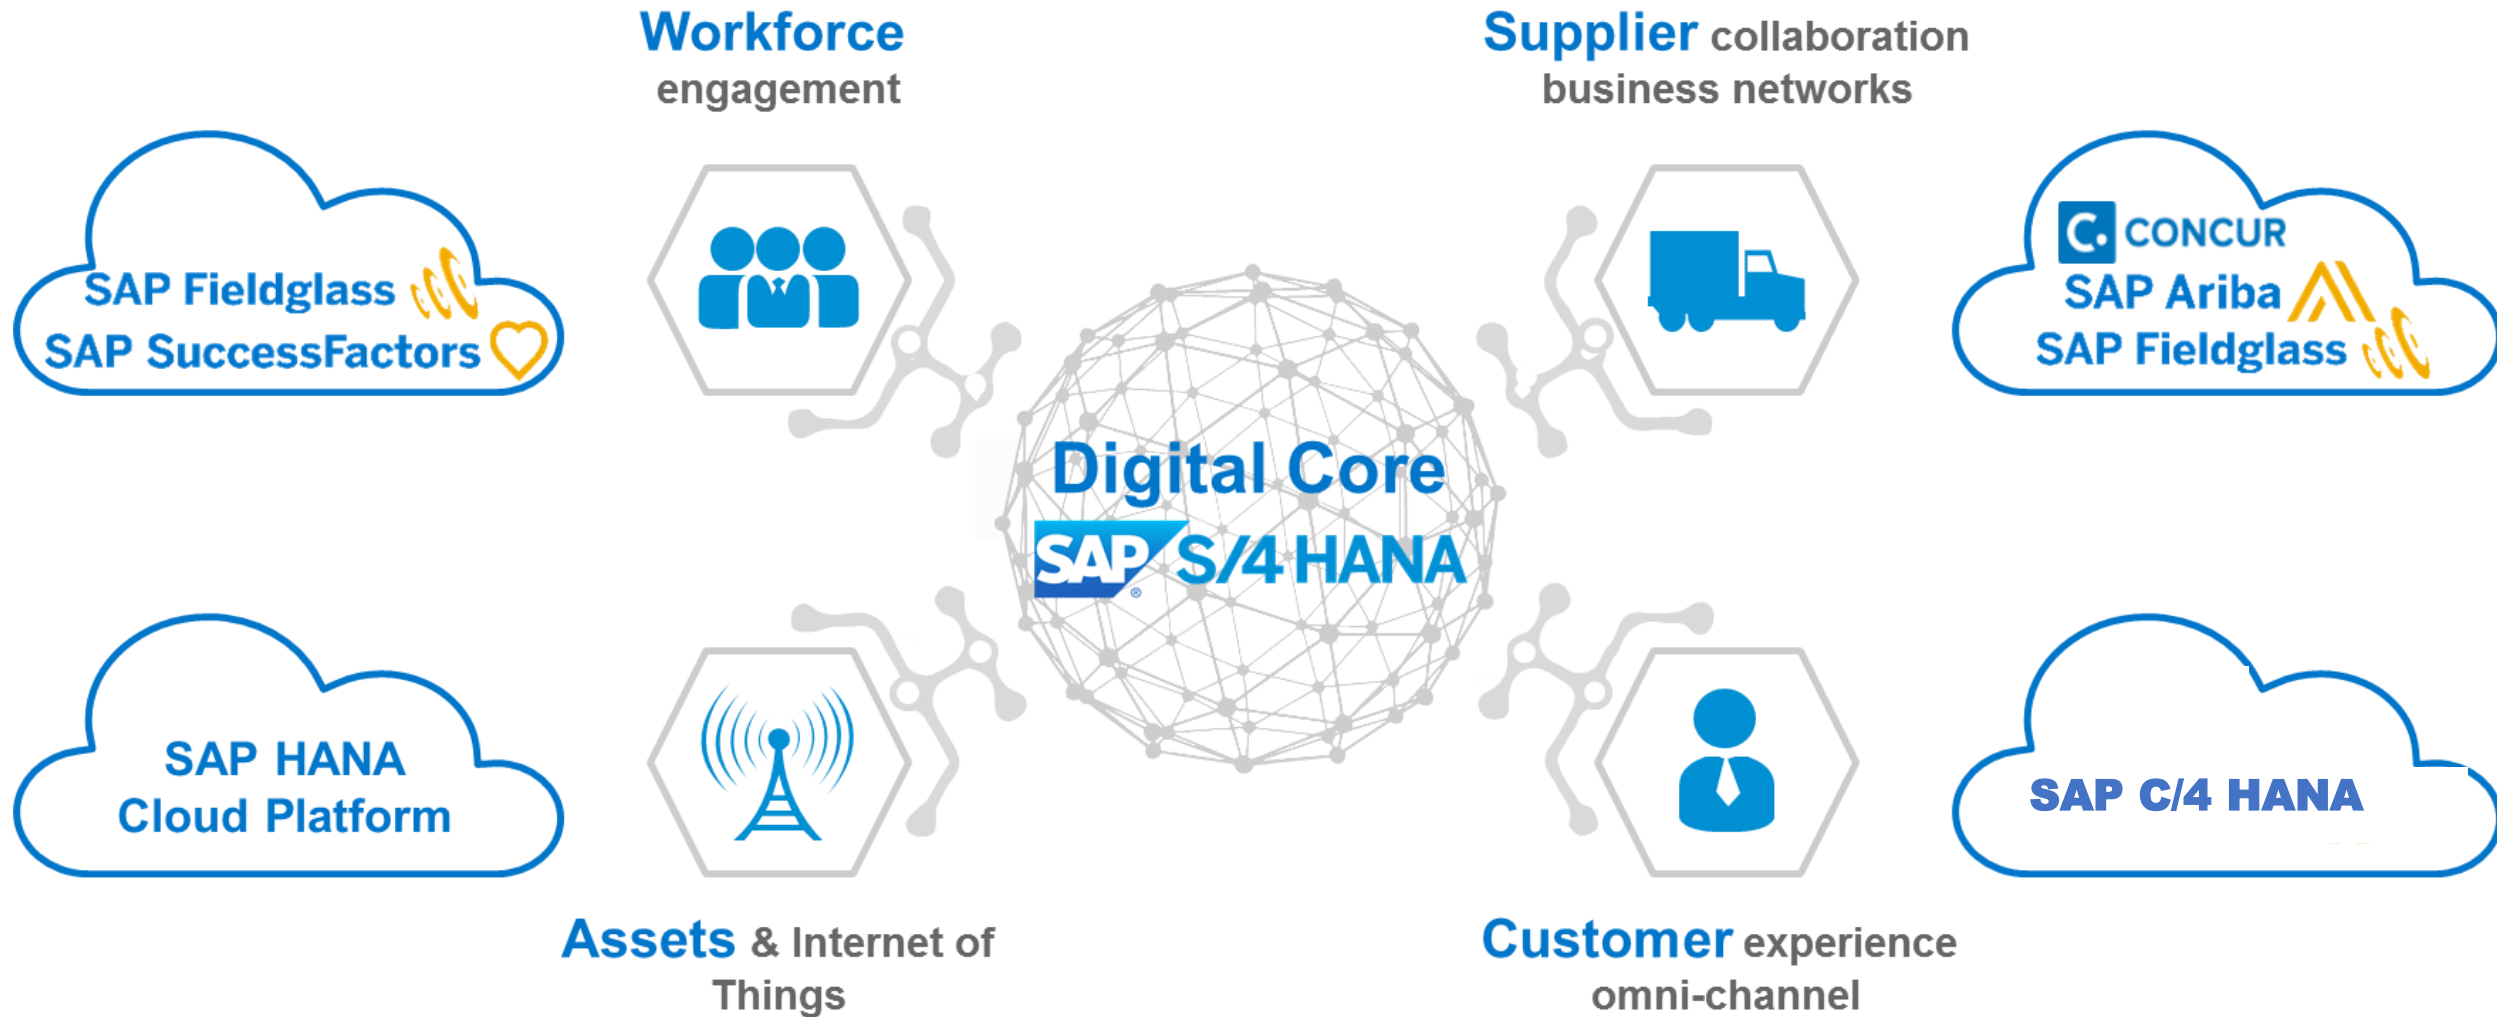 Workforce
engagement
Supplier collaboration
business networks
SAP Fieldglass
SAP SuccessFactors
C. CONCUR
SAP Ariba
SAP Fieldglass
Digital Core
SAP® S/4 HANA
SAP HANA
Cloud Platform
SAP C/4 HANA
Assets & Internet of
Things
Customer experience
omni-channel